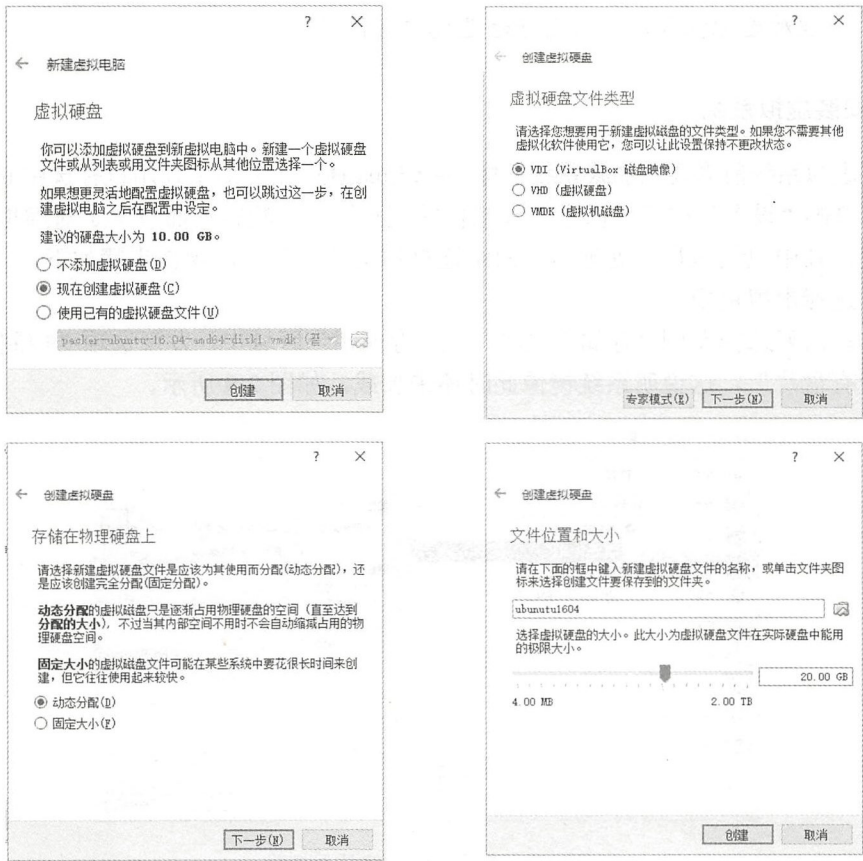 ? ×
← 新建虚拟电脑
虚拟硬盘
你可以添加虚拟硬盘到新虚拟电脑中。新建一个虚拟硬盘
文件或从列表或用文件夹图标从其他位置选择一个。
如果想更灵活地配置虚拟硬盘，也可以跳过这一步，在创
建虚拟电脑之后在配置中设定。
建议的硬盘大小为 10.00 GB。
不添加虚拟硬盘(D)
现在创建虚拟硬盘(C)
使用已有的虚拟硬盘文件(U)
packer-ubuntu-16.04-amd64-disk1.vmdk
创建 取消
? ×
← 创建虚拟硬盘
虚拟硬盘文件类型
请选择您想要用于新建虚拟磁盘的文件类型。如果您不需要其他
虚拟化软件使用它，您可以让此设置保持不更改状态。
VDI (VirtualBox 磁盘映像)
VHD (虚拟硬盘)
VMDK (虚拟机磁盘)
专家模式(E) 下一步(N) 取消
? ×
← 创建虚拟硬盘
存储在物理硬盘上
请选择新建虚拟硬盘文件是应该为其使用而分配(动态分配)，还
是应该创建完全分配(固定分配)。
动态分配的虚拟磁盘只是逐渐占用物理硬盘的空间（直至达到
分配的大小），不过当其内部空间不用时不会自动缩减占用的物
理硬盘空间。
固定大小的虚拟磁盘文件可能在某些系统中要花很长时间来创
建，但它往往使用起来较快。
动态分配(D)
固定大小(F)
下一步(N) 取消
? ×
← 创建虚拟硬盘
文件位置和大小
请在下面的框中键入新建虚拟硬盘文件的名称，或单击文件夹图
标来选择创建文件要保存到的文件夹。
ubunutu1604
选择虚拟硬盘的大小。此大小为虚拟硬盘文件在实际硬盘中能用
的极限大小。
20.00 GB
4.00 MB 2.00 TB
创建 取消